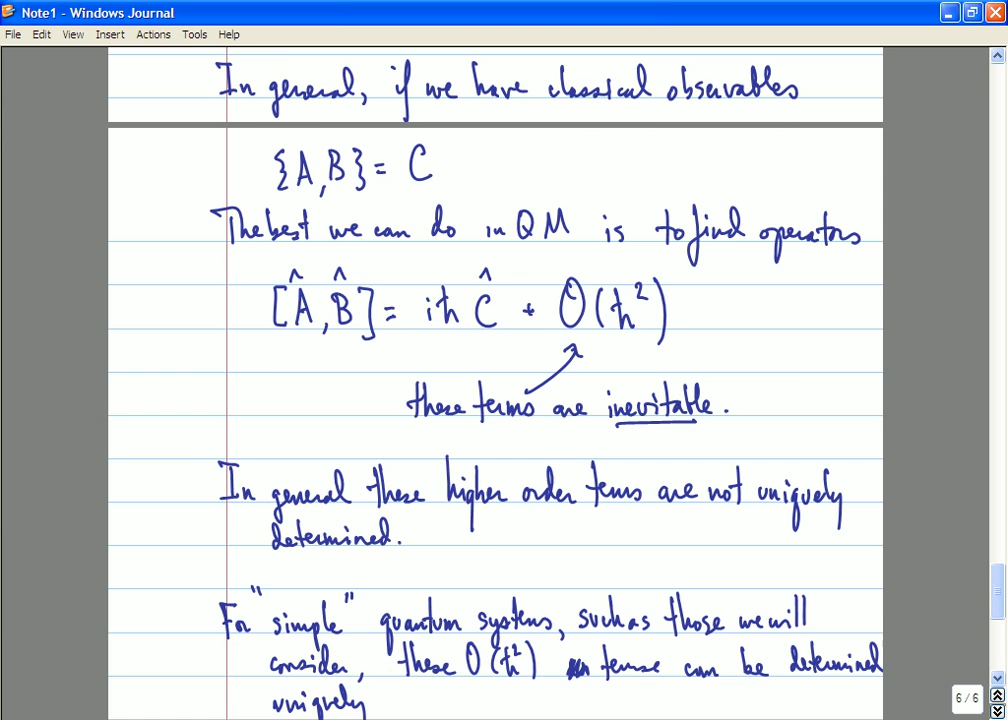 Note1 - Windows Journal
File Edit View Insert Actions Tools Help
In general, if we have classical observables
{A, B} = C
The best we can do in QM is to find operators
[Â, B̂] = iħ Ĉ + O(ħ²)
these terms are inevitable.
In general these higher order terms are not uniquely
determined.
For "simple" quantum systems, such as those we will
consider, these O(ħ²) tense can be determined
uniquely
6/6